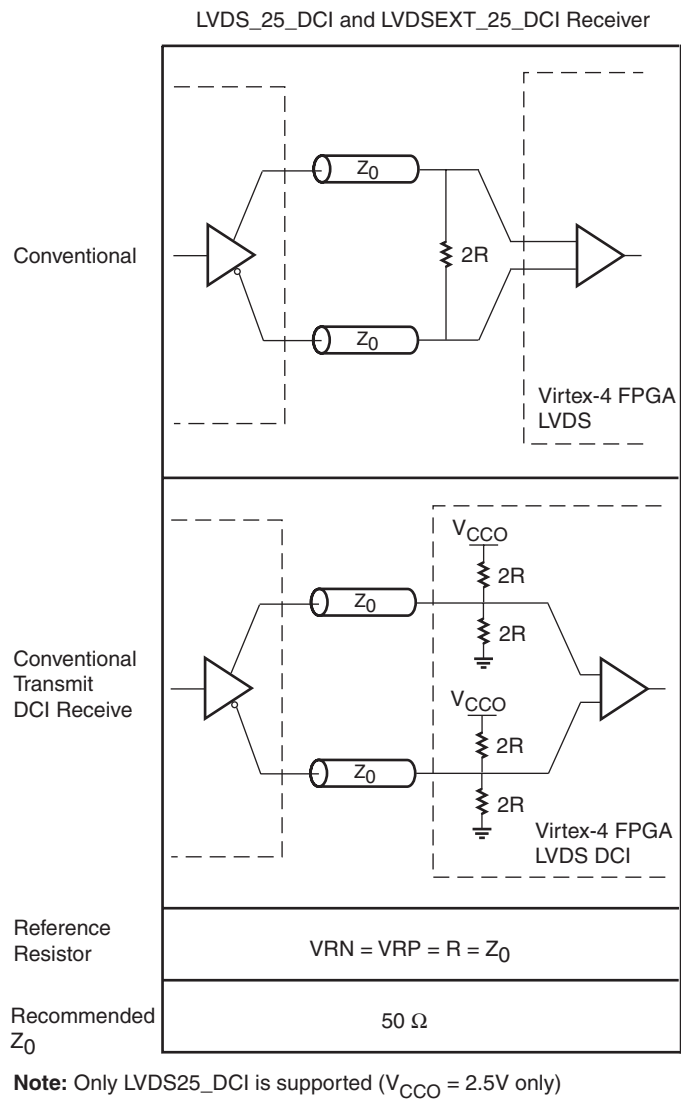 LVDS_25_DCI and LVDSEXT_25_DCI Receiver
Conventional
Z0
2R
Z0
Virtex-4 FPGA
LVDS
Conventional
Transmit
DCI Receive
VCCO
2R
Z0
2R
VCCO
2R
Z0
2R
Virtex-4 FPGA
LVDS DCI
Reference
Resistor
VRN = VRP = R = Z0
Recommended
Z0
50 Ω
Note: Only LVDS25_DCI is supported (VCCO = 2.5V only)